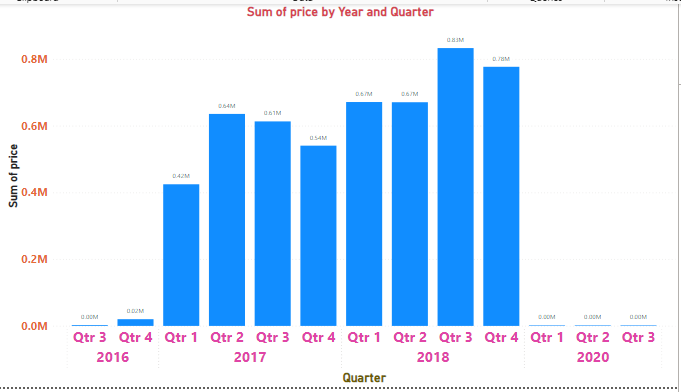 Sum of price by Year and Quarter
Sum of price
0.8M
0.6M
0.4M
0.2M
0.0M
0.00M 0.02M 0.42M 0.64M 0.61M 0.54M 0.67M 0.67M 0.83M 0.78M 0.00M 0.00M 0.00M
Qtr 3 Qtr 4 Qtr 1 Qtr 2 Qtr 3 Qtr 4 Qtr 1 Qtr 2 Qtr 3 Qtr 4 Qtr 1 Qtr 2 Qtr 3
2016 2017 2018 2020
Quarter